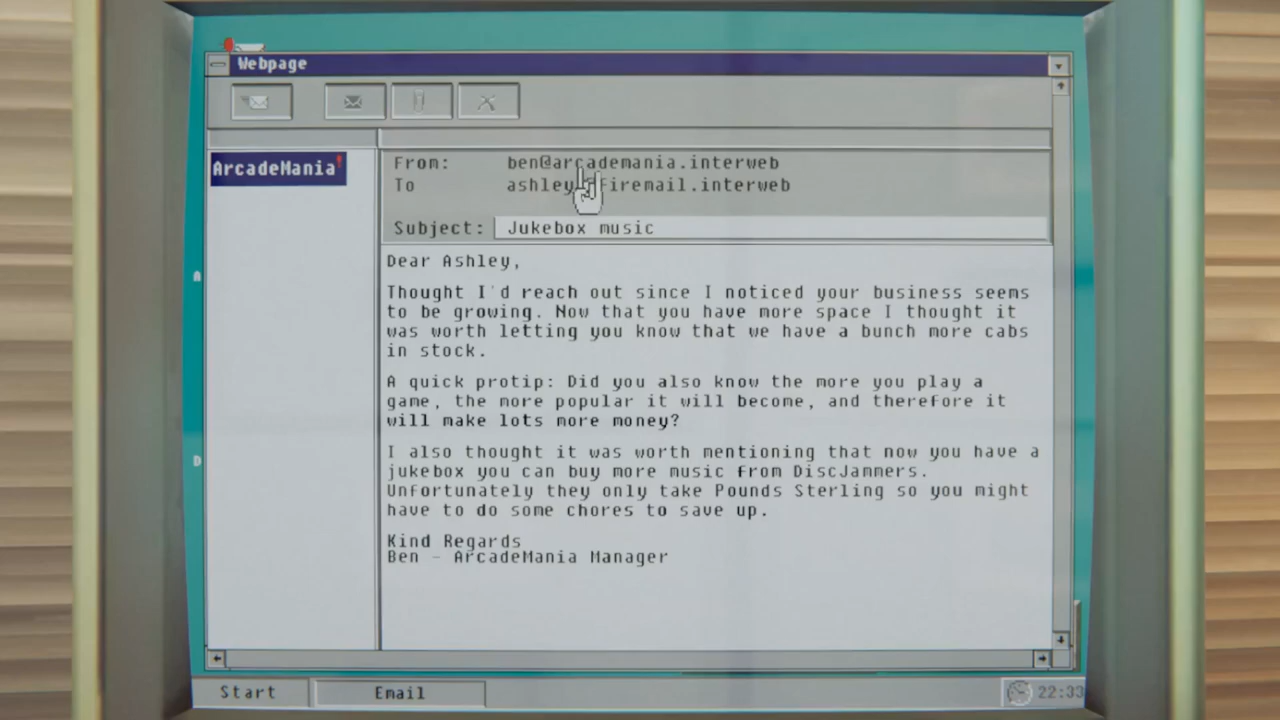 Webpage
ArcadeMania
From: ben@arcademania.interweb
To ashley@firemail.interweb
Subject: Jukebox music
Dear Ashley,
Thought I'd reach out since I noticed your business seems
to be growing. Now that you have more space I thought it
was worth letting you know that we have a bunch more cabs
in stock.
A quick protip: Did you also know the more you play a
game, the more popular it will become, and therefore it
will make lots more money?
I also thought it was worth mentioning that now you have a
jukebox you can buy more music from DiscJammers.
Unfortunately they only take Pounds Sterling so you might
have to do some chores to save up.
Kind Regards
Ben - ArcadeMania Manager
A
D
Start
Email
22:33